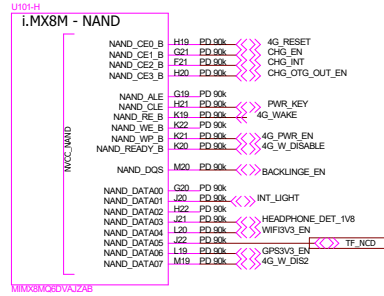 U101-H
i.MX8M - NAND
NVCC_NAND
NAND_CE0_B H19 PD 90k 4G_RESET
NAND_CE1_B G21 PD 90k CHG_EN
NAND_CE2_B F21 PD 90k CHG_INT
NAND_CE3_B H20 PD 90k CHG_OTG_OUT_EN
NAND_ALE G19 PD 90k
NAND_CLE H21 PD 90k PWR_KEY
NAND_RE_B K19 PD 90k 4G_WAKE
NAND_WE_B K22 PD 90k
NAND_WP_B K21 PD 90k 4G_PWR_EN
NAND_READY_B K20 PD 90k 4G_W_DISABLE
NAND_DQS M20 PD 90k BACKLINGE_EN
NAND_DATA00 G20 PD 90k
NAND_DATA01 J20 PD 90k INT_LIGHT
NAND_DATA02 H22 PD 90k
NAND_DATA03 J21 PD 90k HEADPHONE_DET_1V8
NAND_DATA04 L20 PD 90k WIFI3V3_EN
NAND_DATA05 J22 PD 90k TF_NCD
NAND_DATA06 L19 PD 90k GPS3V3_EN
NAND_DATA07 M19 PD 90k 4G_W_DIS2
MIMX8MQ6DVAJZAB